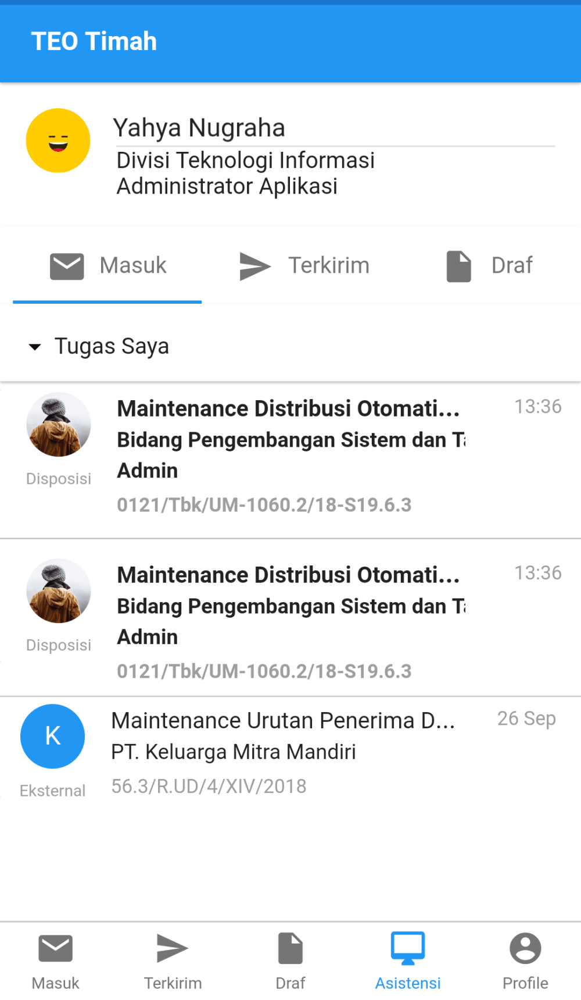 TEO Timah
Yahya Nugraha
Divisi Teknologi Informasi
Administrator Aplikasi
Masuk
Terkirim
Draf
Tugas Saya
Maintenance Distribusi Otomati...
13:36
Bidang Pengembangan Sistem dan
Admin
Disposisi
0121/Tbk/UM-1060.2/18-S19.6.3
Maintenance Distribusi Otomati...
13:36
Bidang Pengembangan Sistem dan
Admin
Disposisi
0121/Tbk/UM-1060.2/18-S19.6.3
K
Maintenance Urutan Penerima D...
26 Sep
PT. Keluarga Mitra Mandiri
Eksternal
56.3/R.UD/4/XIV/2018
Masuk
Terkirim
Draf
Asistensi
Profile